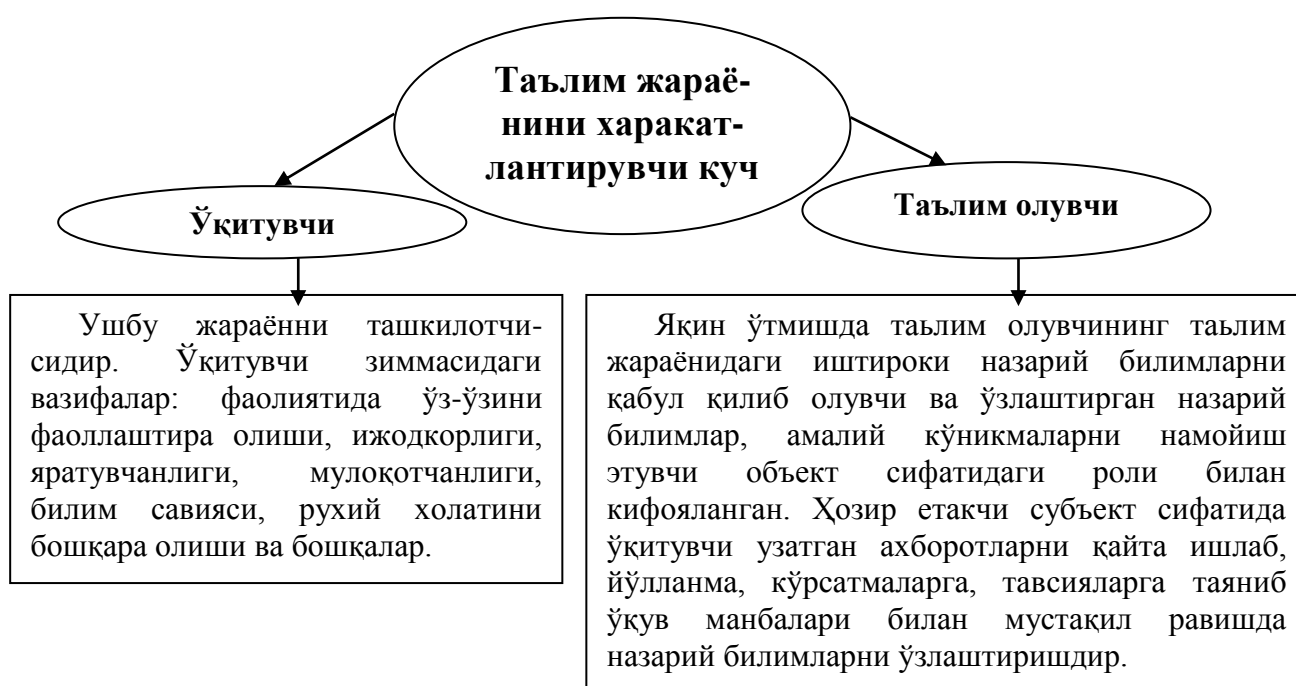 Таълим жараё-
нини харакат-
лантирувчи куч
Ўқитувчи
Таълим олувчи
Ушбу жараённи ташкилотчи-
сидир. Ўқитувчи зиммасидаги
вазифалар: фаолиятида ўз-ўзини
фаоллаштира олиши, ижодкорлиги,
яратувчанлиги, мулоқотчанлиги,
билим савияси, рухий холатини
бошқара олиши ва бошқалар.
Яқин ўтмишда таьлим олувчининг таьлим
жараёнидаги иштироки назарий билимларни
қабул қилиб олувчи ва ўзлаштирган назарий
билимлар, амалий кўникмаларни намойиш
этувчи объект сифатидаги роли билан
кифояланган. Ҳозир етакчи субъект сифатида
ўқитувчи узатган ахборотларни қайта ишлаб,
йўлланма, кўрсатмаларга, тавсияларга таяниб
ўқув манбалари билан мустақил равишда
назарий билимларни ўзлаштиришдир.